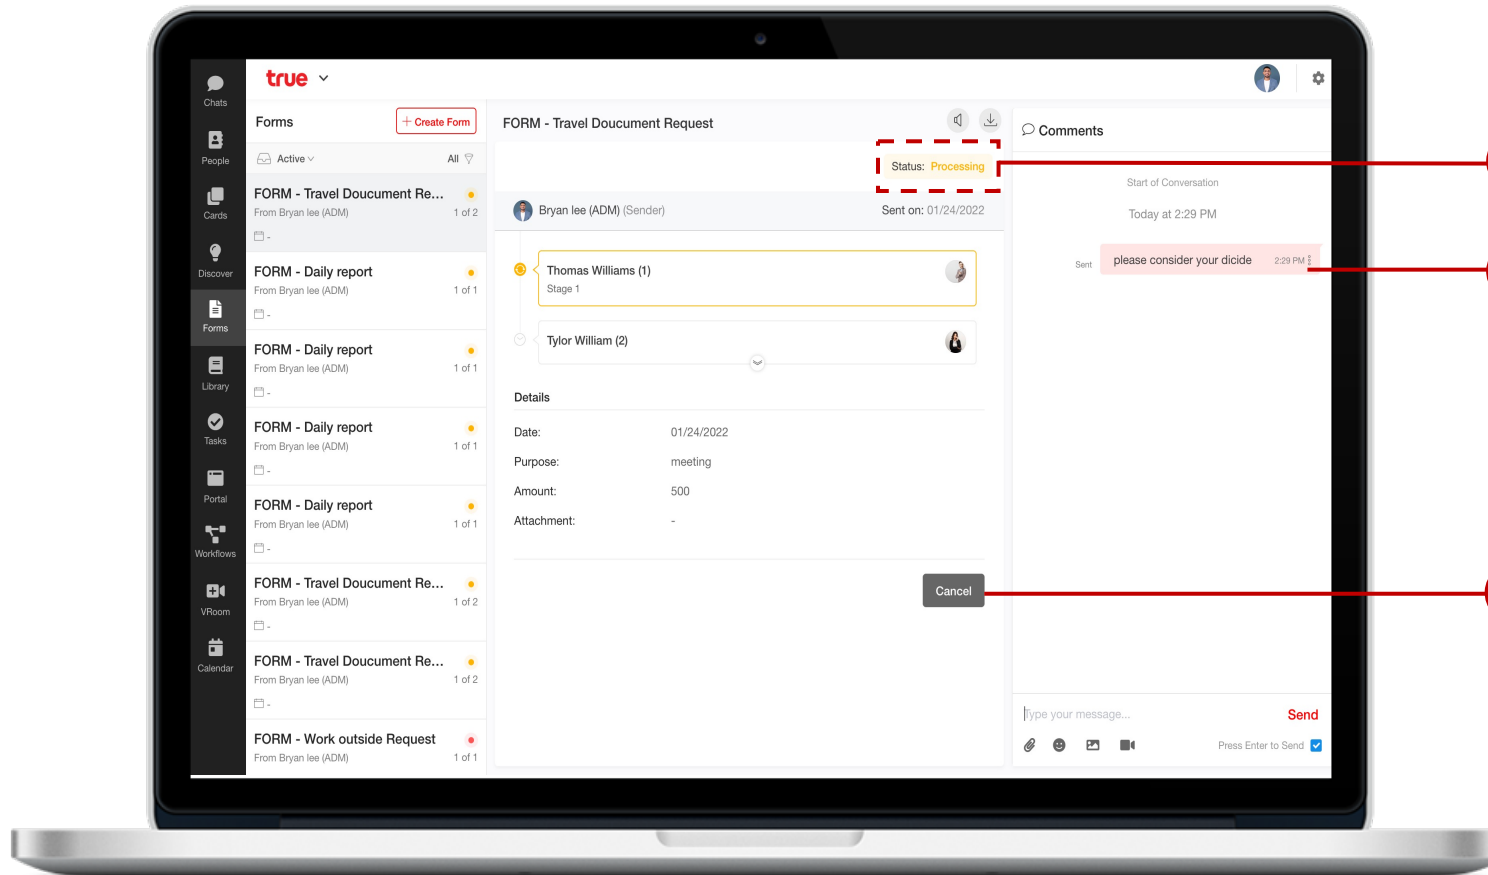 true
Chats
People
Cards
Discover
Forms
Library
Tasks
Portal
Workflows
VRoom
Calendar
Forms
+ Create Form
Active
All
FORM - Travel Doucument Re...
From Bryan lee (ADM) 1 of 2
-
FORM - Daily report
From Bryan lee (ADM) 1 of 1
-
FORM - Daily report
From Bryan lee (ADM) 1 of 1
-
FORM - Daily report
From Bryan lee (ADM) 1 of 1
-
FORM - Daily report
From Bryan lee (ADM) 1 of 1
-
FORM - Travel Doucument Re...
From Bryan lee (ADM) 1 of 2
-
FORM - Travel Doucument Re...
From Bryan lee (ADM) 1 of 2
-
FORM - Work outside Request
From Bryan lee (ADM) 1 of 1
FORM - Travel Doucument Request
Status: Processing
Bryan lee (ADM) (Sender) Sent on: 01/24/2022
Thomas Williams (1)
Stage 1
Tylor William (2)
Details
Date: 01/24/2022
Purpose: meeting
Amount: 500
Attachment: -
Cancel
Comments
Start of Conversation
Today at 2:29 PM
Sent please consider your dicide 2:29 PM
Type your message...
Send
Press Enter to Send